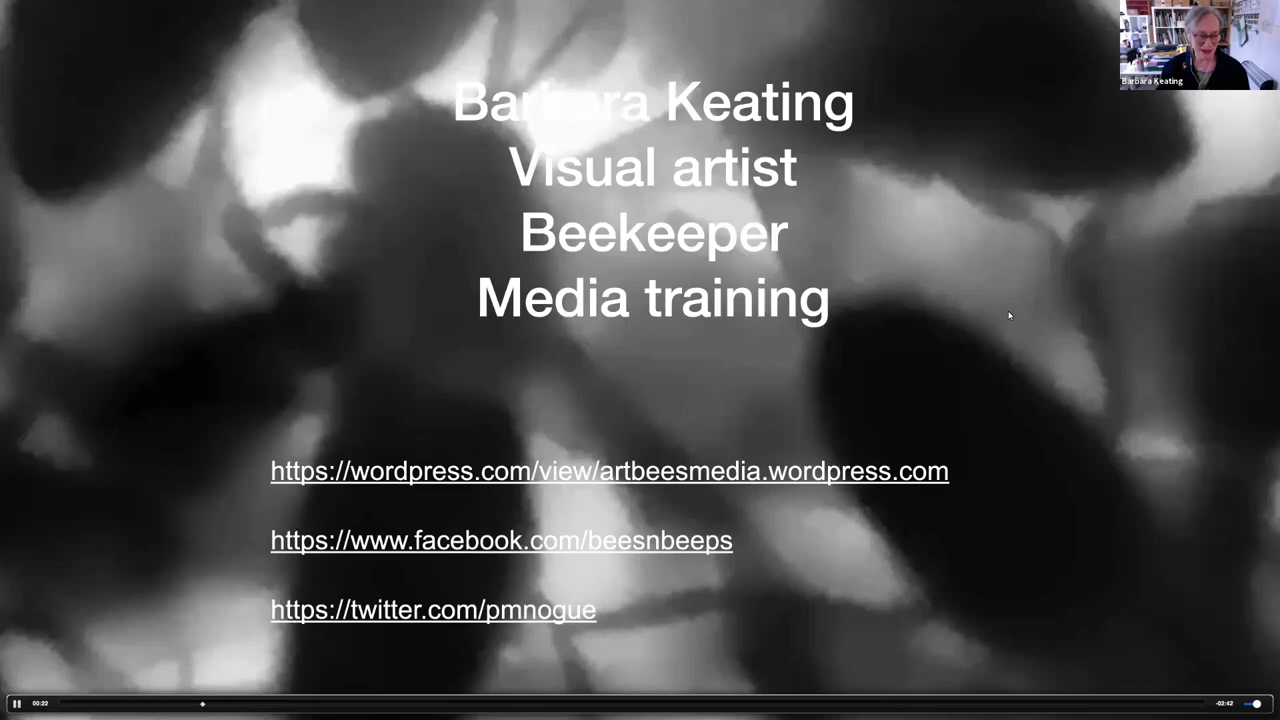 Barbara Keating
Barbara Keating
Visual artist
Beekeeper
Media training
https://wordpress.com/view/artbeesmedia.wordpress.com
https://www.facebook.com/beesnbeeps
https://twitter.com/pmnogue
00:22
-02:42